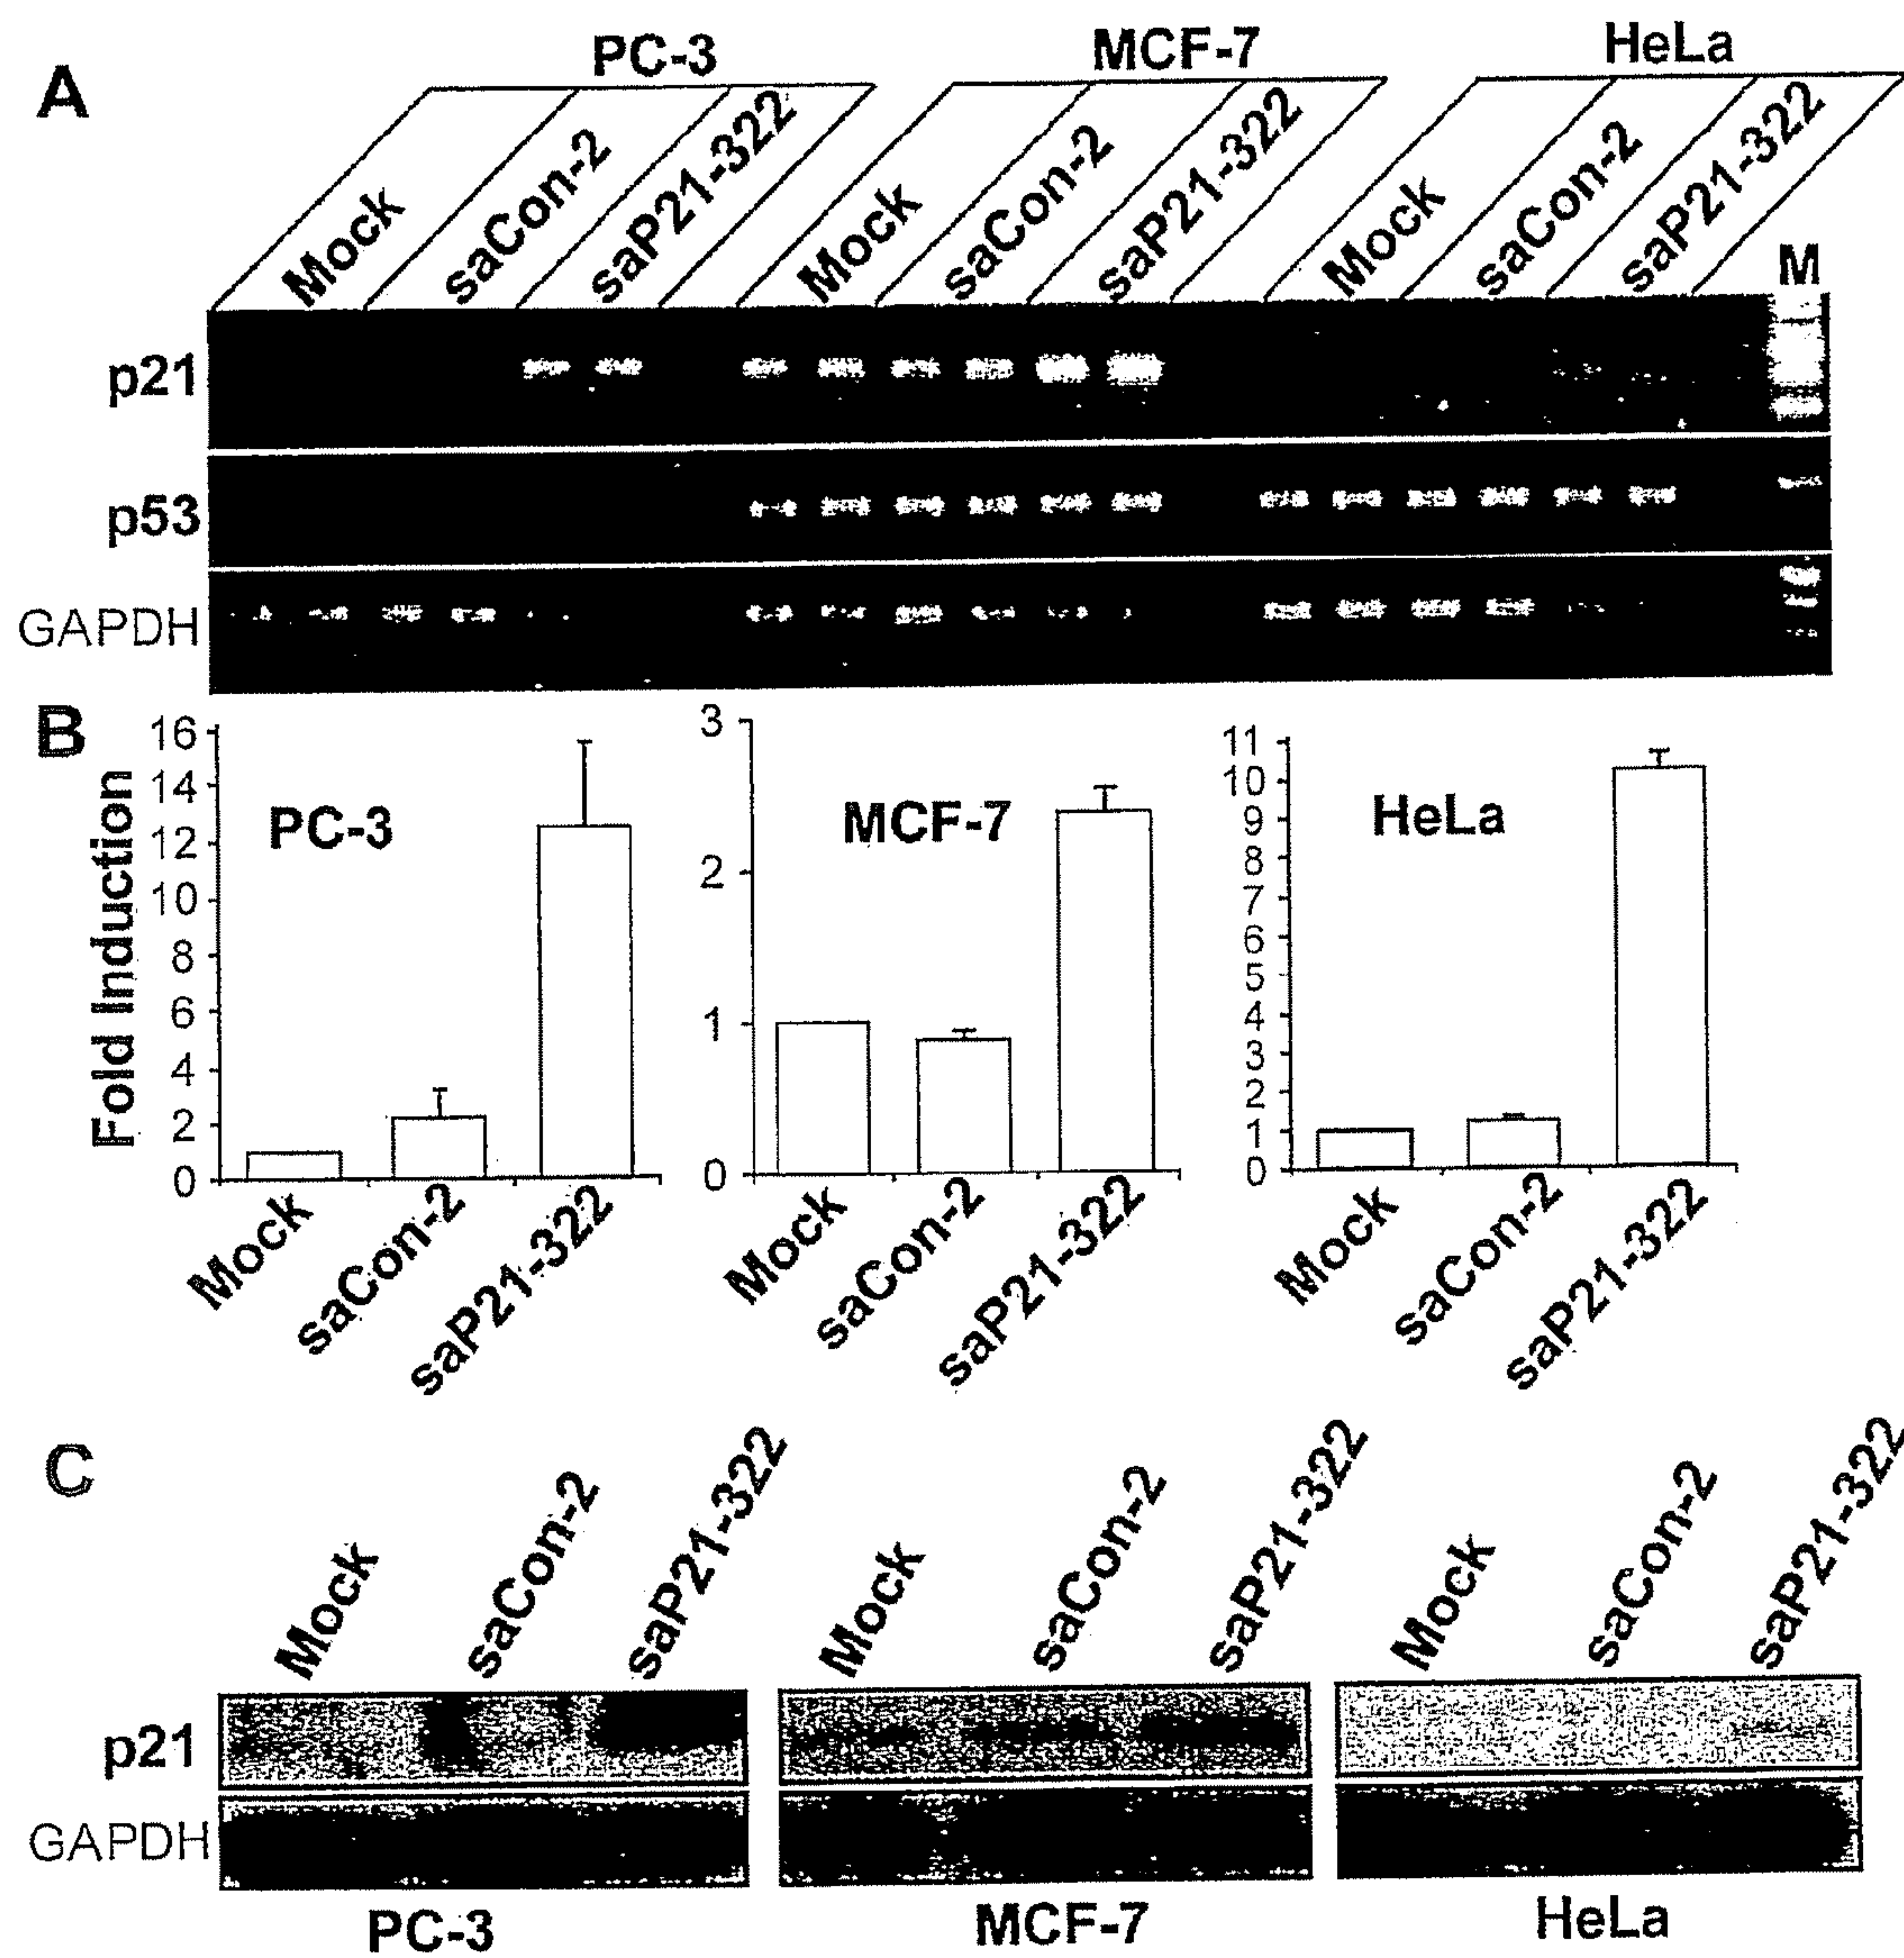 A
PC-3 MCF-7 HeLa
Mock saCon-2 saP21-322 Mock saCon-2 saP21-322 Mock saCon-2 saP21-322 M
p21
p53
GAPDH
B
Fold Induction
16
14
12
10
8
6
4
2
0
PC-3
Mock saCon-2 saP21-322
3
2
1
0
MCF-7
Mock saCon-2 saP21-322
11
10
9
8
7
6
5
4
3
2
1
0
HeLa
Mock saCon-2 saP21-322
C
Mock saCon-2 saP21-322 Mock saCon-2 saP21-322 Mock saCon-2 saP21-322
p21
GAPDH
PC-3 MCF-7 HeLa